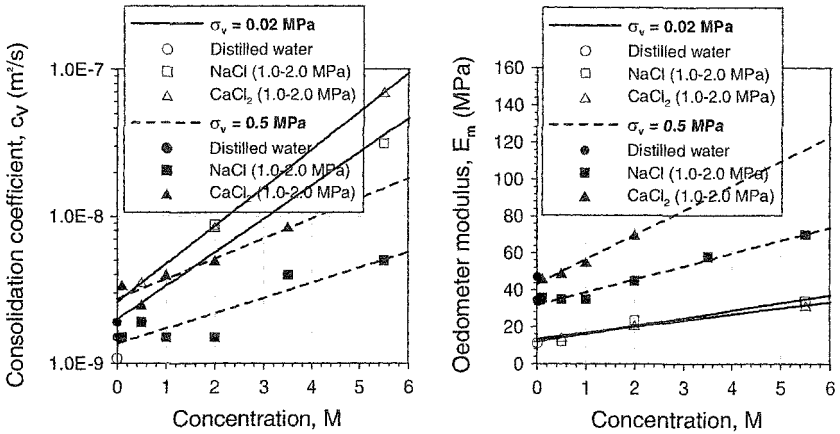 σv = 0.02 MPa
Distilled water
NaCl (1.0-2.0 MPa)
CaCl2 (1.0-2.0 MPa)
σv = 0.5 MPa
Distilled water
NaCl (1.0-2.0 MPa)
CaCl2 (1.0-2.0 MPa)
Consolidation coefficient, cv (m²/s)
1.0E-7
1.0E-8
1.0E-9
0 2 4 6
Concentration, M
σv = 0.02 MPa
Distilled water
NaCl (1.0-2.0 MPa)
CaCl2 (1.0-2.0 MPa)
σv = 0.5 MPa
Distilled water
NaCl (1.0-2.0 MPa)
CaCl2 (1.0-2.0 MPa)
Oedometer modulus, Em (MPa)
160
140
120
100
80
60
40
20
0
0 1 2 3 4 5 6
Concentration, M